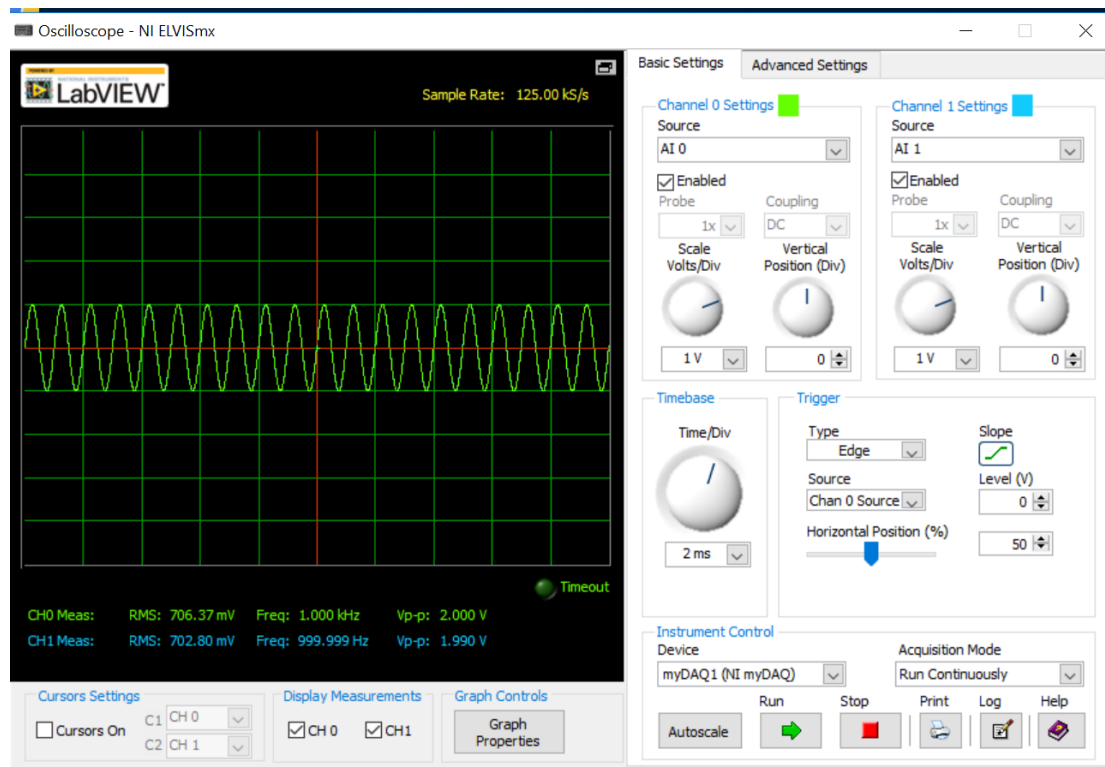 Oscilloscope - NI ELVISmx
POWERED BY
NATIONAL INSTRUMENTS
LabVIEW™
Sample Rate: 125.00 kS/s
Timeout
CH0 Meas: RMS: 706.37 mV Freq: 1.000 kHz Vp-p: 2.000 V
CH1 Meas: RMS: 702.80 mV Freq: 999.999 Hz Vp-p: 1.990 V
Cursors Settings
Cursors On
C1 CH 0
C2 CH 1
Display Measurements
CH 0 CH1
Graph Controls
Graph
Properties
Basic Settings Advanced Settings
Channel 0 Settings
Source
AI 0
Enabled
Probe Coupling
1x DC
Scale Vertical
Volts/Div Position (Div)
1 V 0
Channel 1 Settings
Source
AI 1
Enabled
Probe Coupling
1x DC
Scale Vertical
Volts/Div Position (Div)
1 V 0
Timebase
Time/Div
2 ms
Trigger
Type Slope
Edge
Source Level (V)
Chan 0 Source 0
Horizontal Position (%)
50
Instrument Control
Device Acquisition Mode
myDAQ1 (NI myDAQ) Run Continuously
Run Stop Print Log Help
Autoscale